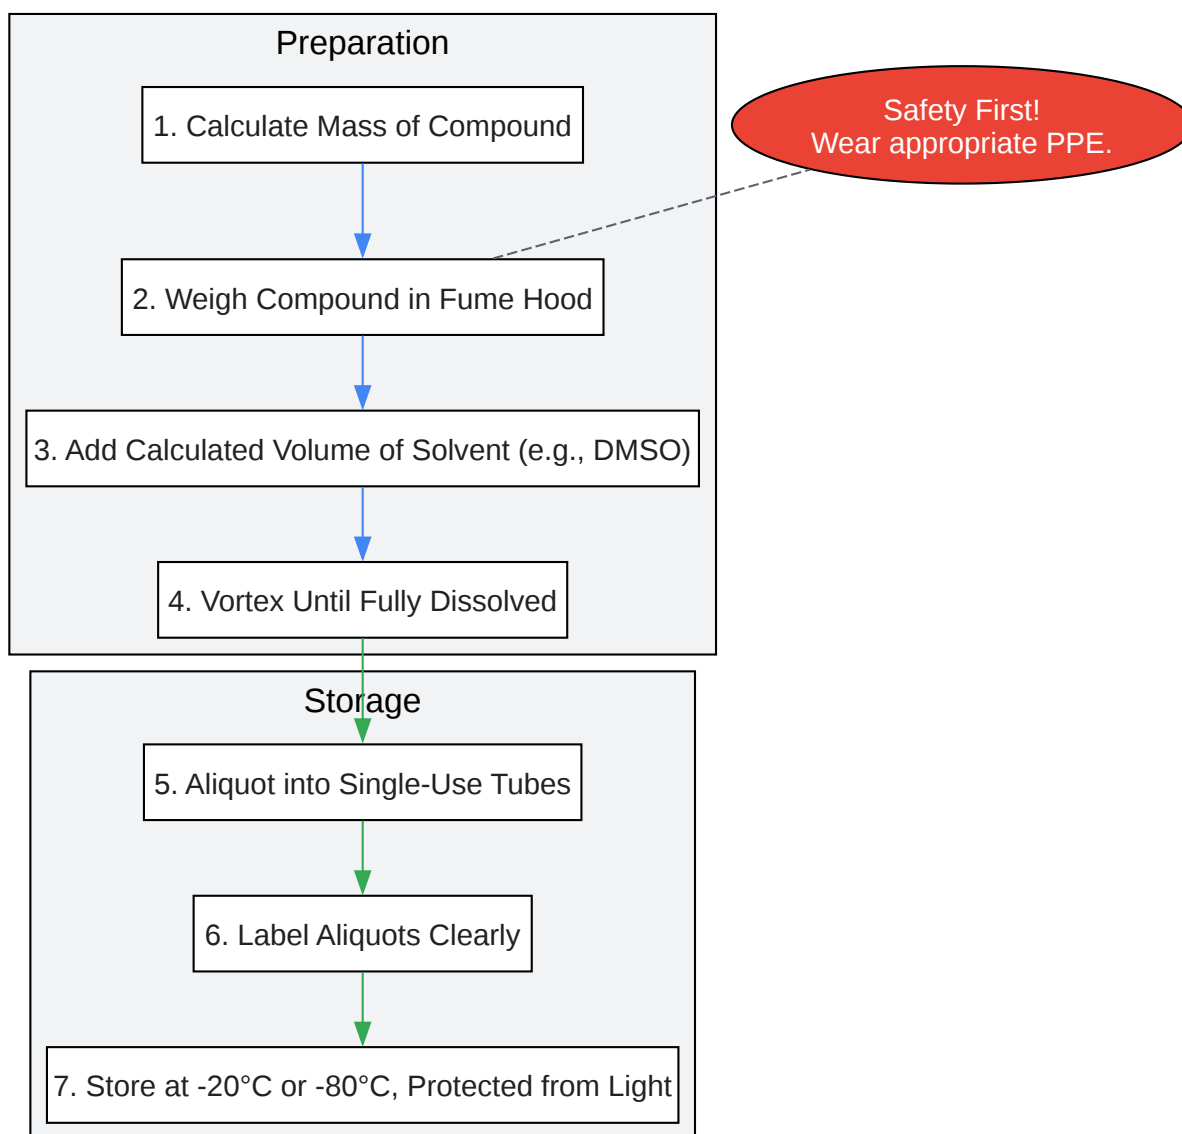 Preparation
1. Calculate Mass of Compound
Safety First!
Wear appropriate PPE.
2. Weigh Compound in Fume Hood
3. Add Calculated Volume of Solvent (e.g., DMSO)
4. Vortex Until Fully Dissolved
Storage
5. Aliquot into Single-Use Tubes
6. Label Aliquots Clearly
7. Store at -20°C or -80°C, Protected from Light